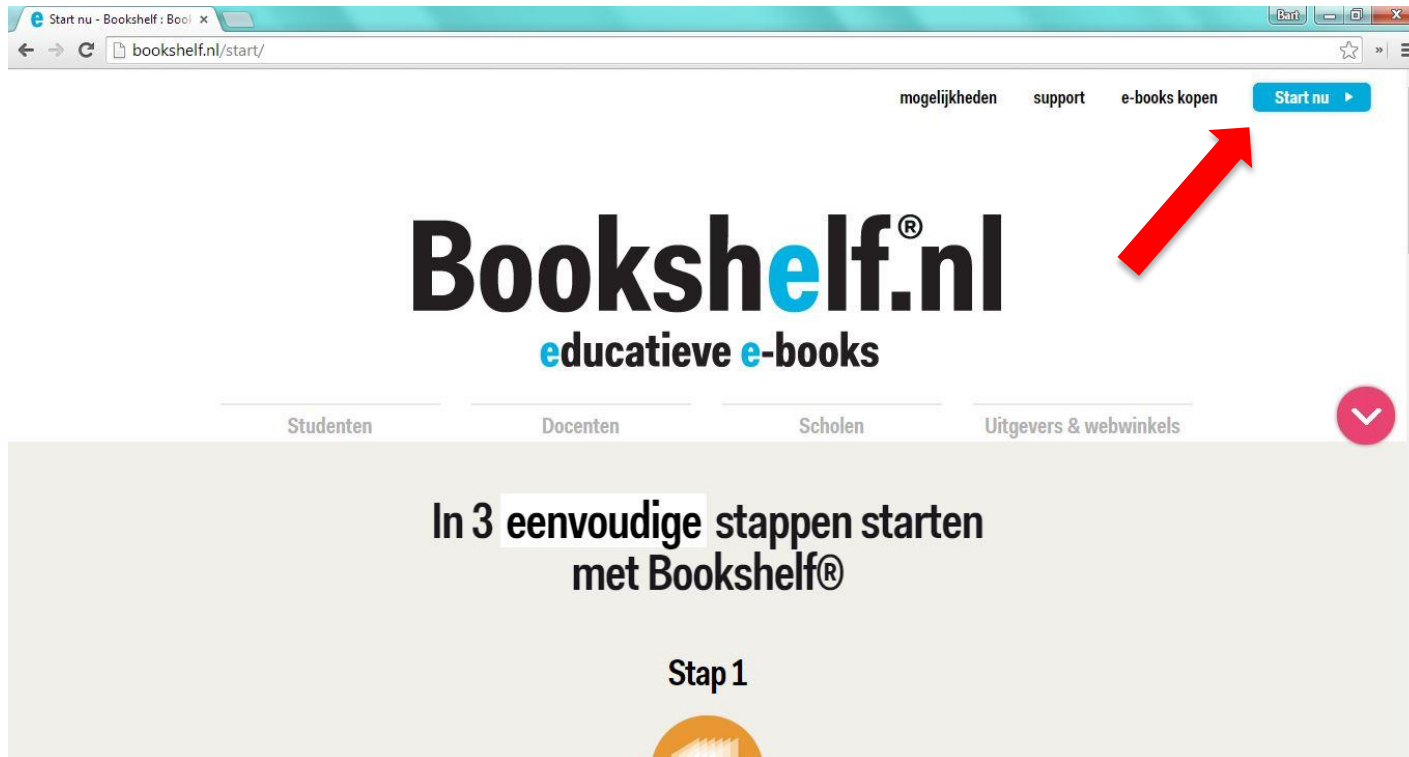 Start nu - Bookshelf : Bool
Bart
bookshelf.nl/start/
mogelijkheden support e-books kopen Start nu
Bookshelf.®nl
educatieve e-books
Studenten Docenten Scholen Uitgevers & webwinkels
In 3 eenvoudige stappen starten
met Bookshelf®
Stap 1